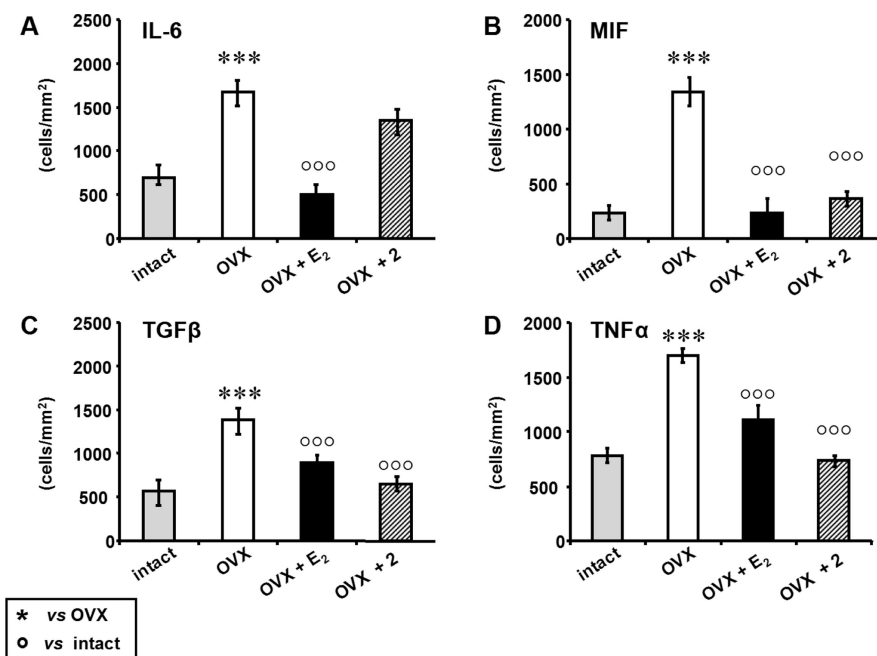 A
IL-6
(cells/mm²)
2500
2000
1500
1000
500
0
***
○○○
intact
OVX
OVX + E₂
OVX + 2
B
MIF
(cells/mm²)
2000
1500
1000
500
0
***
○○○
○○○
intact
OVX
OVX + E₂
OVX + 2
C
TGFβ
(cells/mm²)
2500
2000
1500
1000
500
0
***
○○○
○○○
intact
OVX
OVX + E₂
OVX + 2
D
TNFα
(cells/mm²)
2000
1500
1000
500
0
***
○○○
○○○
intact
OVX
OVX + E₂
OVX + 2
* vs OVX
○ vs intact